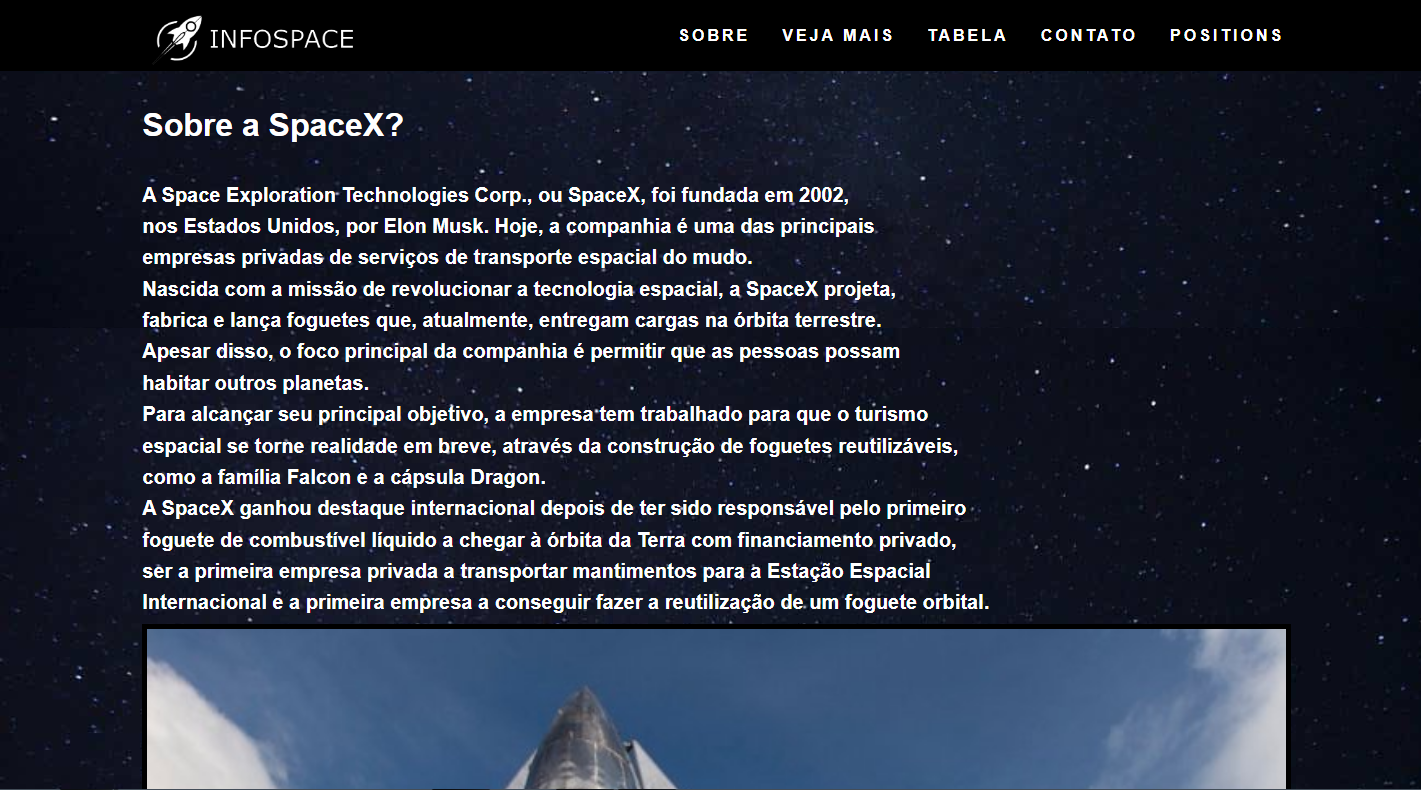 INFOSPACE
SOBRE VEJA MAIS TABELA CONTATO POSITIONS
Sobre a SpaceX?
A Space Exploration Technologies Corp., ou SpaceX, foi fundada em 2002,
nos Estados Unidos, por Elon Musk. Hoje, a companhia é uma das principais
empresas privadas de serviços de transporte espacial do mudo.
Nascida com a missão de revolucionar a tecnologia espacial, a SpaceX projeta,
fabrica e lança foguetes que, atualmente, entregam cargas na órbita terrestre.
Apesar disso, o foco principal da companhia é permitir que as pessoas possam
habitar outros planetas.
Para alcançar seu principal objetivo, a empresa tem trabalhado para que o turismo
espacial se torne realidade em breve, através da construção de foguetes reutilizáveis,
como a família Falcon e a cápsula Dragon.
A SpaceX ganhou destaque internacional depois de ter sido responsável pelo primeiro
foguete de combustível líquido a chegar à órbita da Terra com financiamento privado,
ser a primeira empresa privada a transportar mantimentos para a Estação Espacial
Internacional e a primeira empresa a conseguir fazer a reutilização de um foguete orbital.